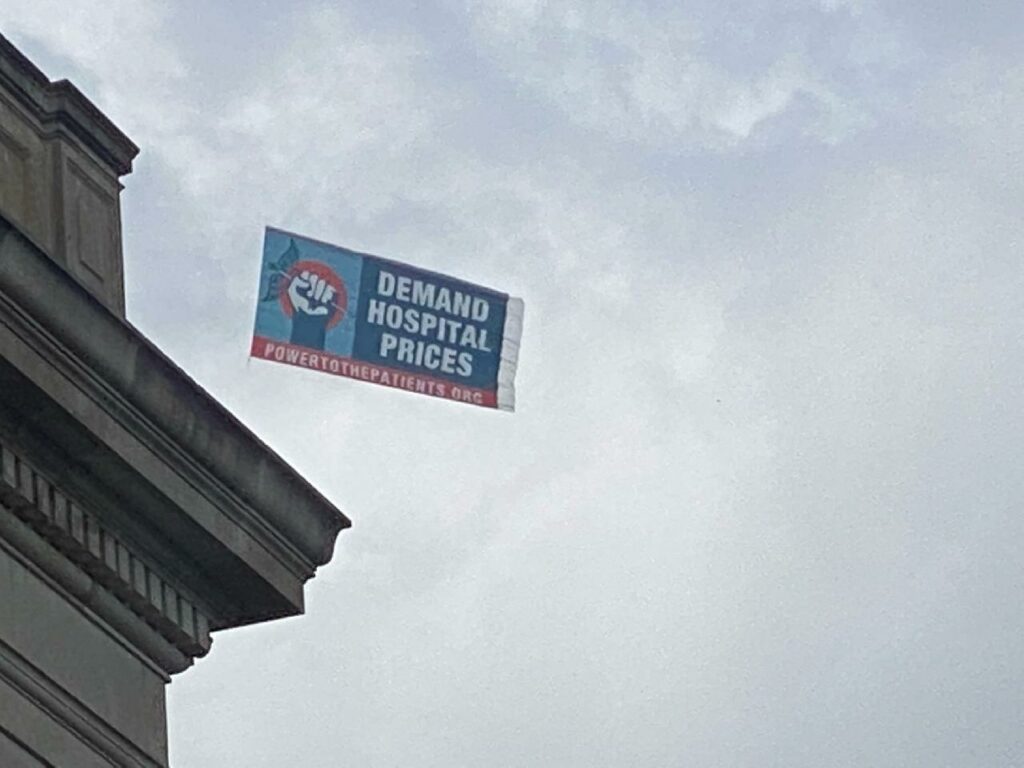 DEMAND
HOSPITAL
PRICES
POWERTOTHEPATIENTS.ORG